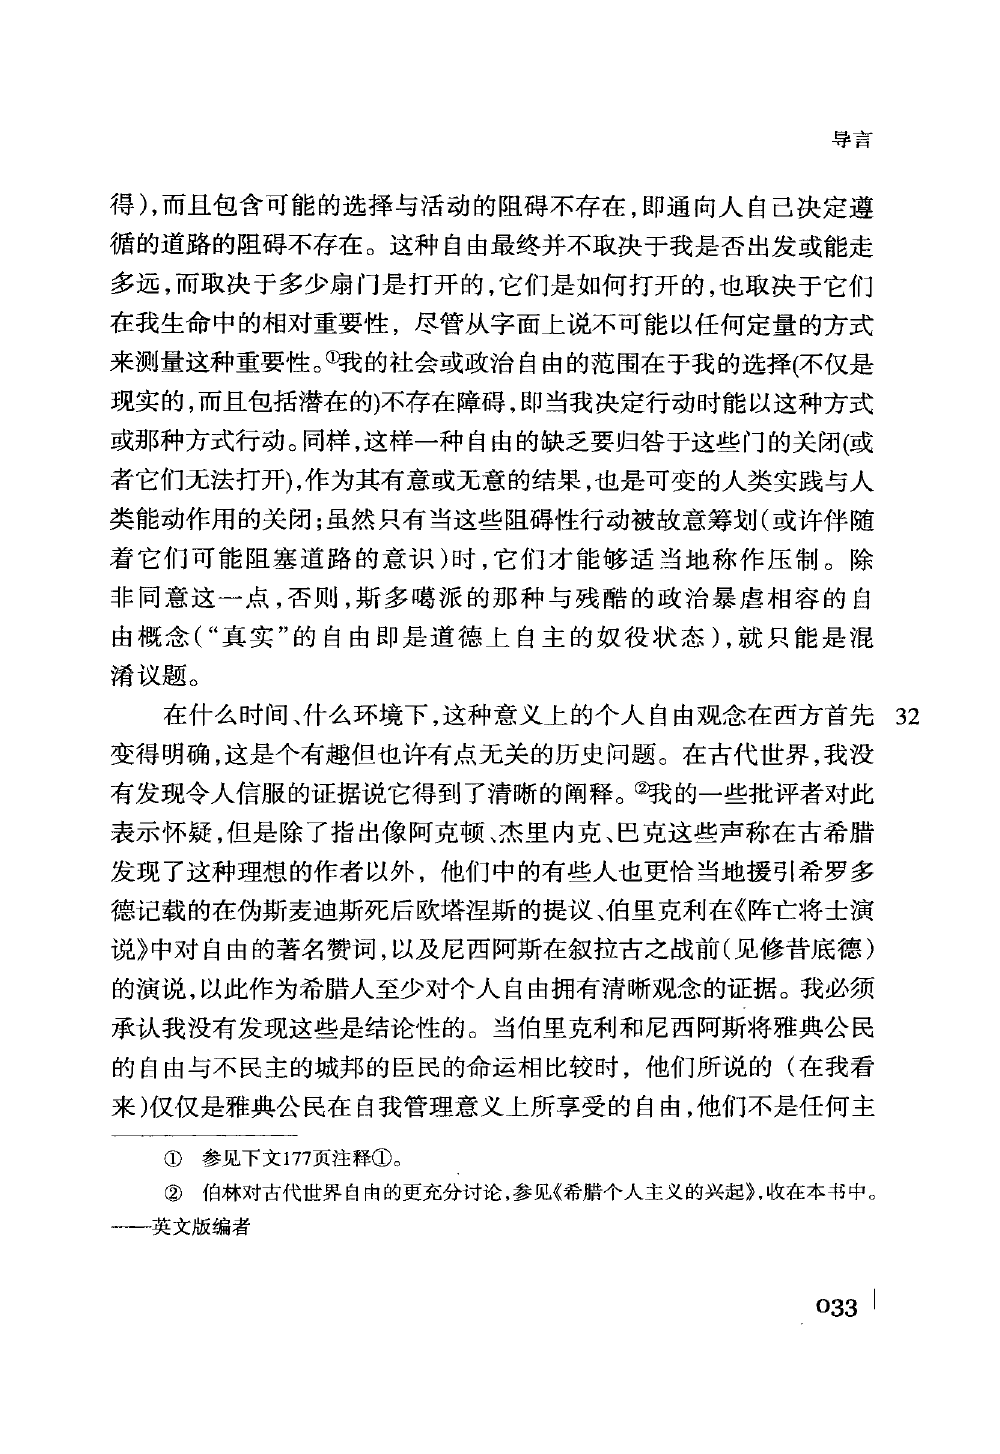 导言
得),而且包含可能的选择与活动的阻碍不存在,即通向人自己决定遵
循的道路的阻碍不存在。这种自由最终并不取决于我是否出发或能走
多远,而取决于多少扇门是打开的,它们是如何打开的,也取决于它们
在我生命中的相对重要性,尽管从字面上说不可能以任何定量的方式
来测量这种重要性。①我的社会或政治自由的范围在于我的选择(不仅是
现实的,而且包括潜在的)不存在障碍,即当我决定行动时能以这种方式
或那种方式行动。同样,这样一种自由的缺乏要归咎于这些门的关闭(或
者它们无法打开),作为其有意或无意的结果,也是可变的人类实践与人
类能动作用的关闭;虽然只有当这些阻碍性行动被故意筹划(或许伴随
着它们可能阻塞道路的意识)时,它们才能够适当地称作压制。除
非同意这一点,否则,斯多噶派的那种与残酷的政治暴虐相容的自
由概念(“真实”的自由即是道德上自主的奴役状态),就只能是混
淆议题。
在什么时间、什么环境下,这种意义上的个人自由观念在西方首先 32
变得明确,这是个有趣但也许有点无关的历史问题。在古代世界,我没
有发现令人信服的证据说它得到了清晰的阐释。②我的一些批评者对此
表示怀疑,但是除了指出像阿克顿、杰里内克、巴克这些声称在古希腊
发现了这种理想的作者以外,他们中的有些人也更恰当地援引希罗多
德记载的在伪斯麦迪斯死后欧塔涅斯的提议、伯里克利在《阵亡将士演
说》中对自由的著名赞词,以及尼西阿斯在叙拉古之战前(见修昔底德)
的演说,以此作为希腊人至少对个人自由拥有清晰观念的证据。我必须
承认我没有发现这些是结论性的。当伯里克利和尼西阿斯将雅典公民
的自由与不民主的城邦的臣民的命运相比较时,他们所说的(在我看
来)仅仅是雅典公民在自我管理意义上所享受的自由,他们不是任何主
① 参见下文177页注释①。
② 伯林对古代世界自由的更充分讨论,参见《希腊个人主义的兴起》,收在本书中。
——英文版编者
033